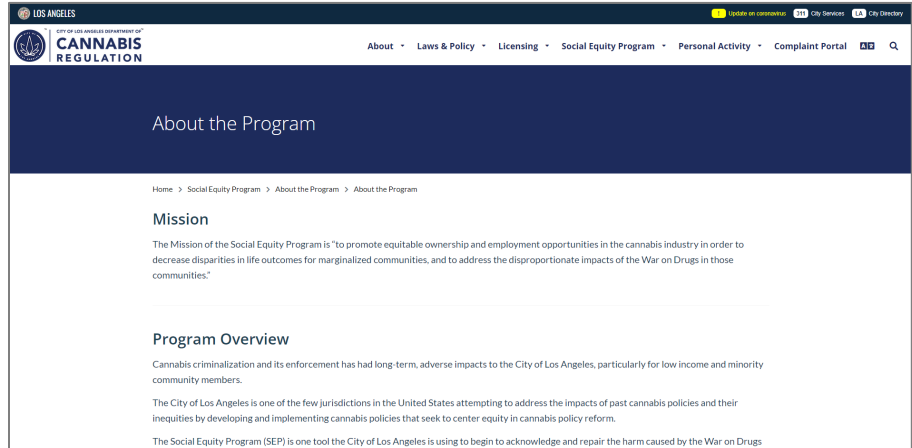 LOS ANGELES
! Update on coronavirus 311 City Services LA City Directory
CITY OF LOS ANGELES DEPARTMENT OF
CANNABIS
REGULATION
About Laws & Policy Licensing Social Equity Program Personal Activity Complaint Portal
About the Program
Home > Social Equity Program > About the Program > About the Program
Mission
The Mission of the Social Equity Program is “to promote equitable ownership and employment opportunities in the cannabis industry in order to
decrease disparities in life outcomes for marginalized communities, and to address the disproportionate impacts of the War on Drugs in those
communities.”
Program Overview
Cannabis criminalization and its enforcement has had long-term, adverse impacts to the City of Los Angeles, particularly for low income and minority
community members.
The City of Los Angeles is one of the few jurisdictions in the United States attempting to address the impacts of past cannabis policies and their
inequities by developing and implementing cannabis policies that seek to center equity in cannabis policy reform.
The Social Equity Program (SEP) is one tool the City of Los Angeles is using to begin to acknowledge and repair the harm caused by the War on Drugs